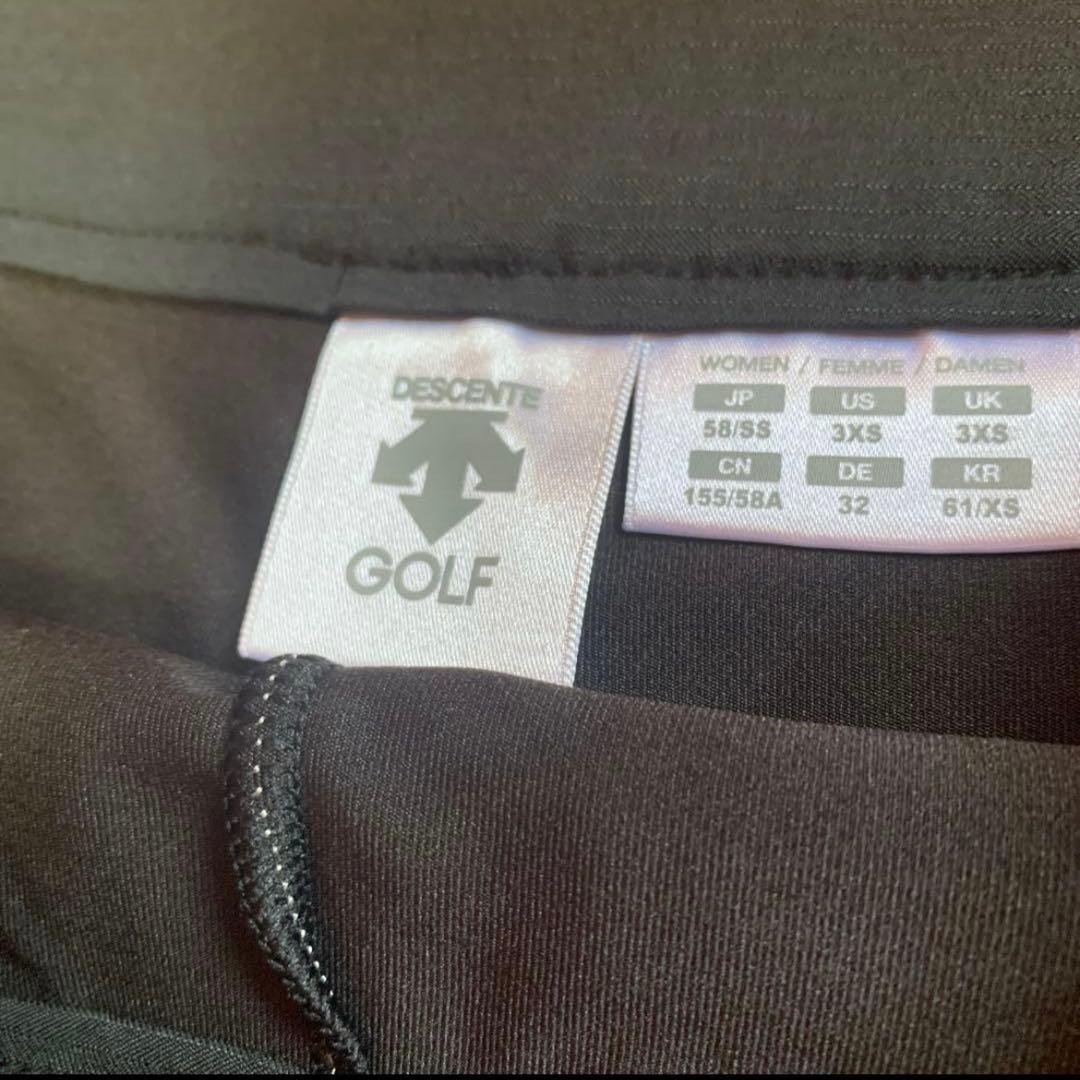 DESCENTE
GOLF
WOMEN / FEMME / DAMEN
JP US UK
58/SS 3XS 3XS
CN DE KR
155/58A 32 61/XS